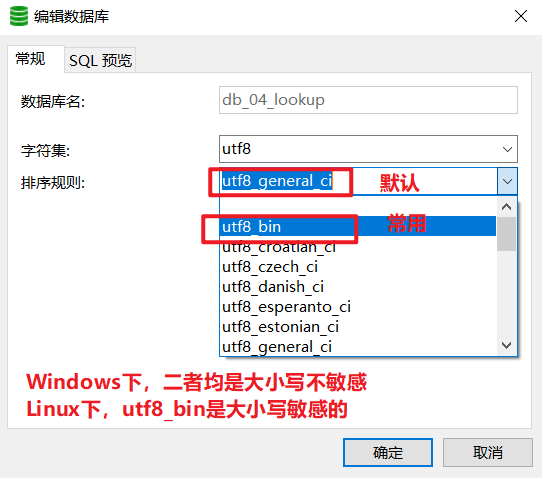 编辑数据库
常规
SQL 预览
数据库名:
db_04_lookup
字符集:
utf8
排序规则:
utf8_general_ci
默认
utf8_bin
常用
utf8_croatian_ci
utf8_czech_ci
utf8_danish_ci
utf8_esperanto_ci
utf8_estonian_ci
utf8_general_ci
Windows下，二者均是大小写不敏感
Linux下，utf8_bin是大小写敏感的
确定
取消